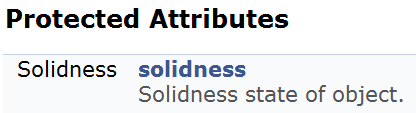 Protected Attributes
Solidness solidness
Solidness state of object.